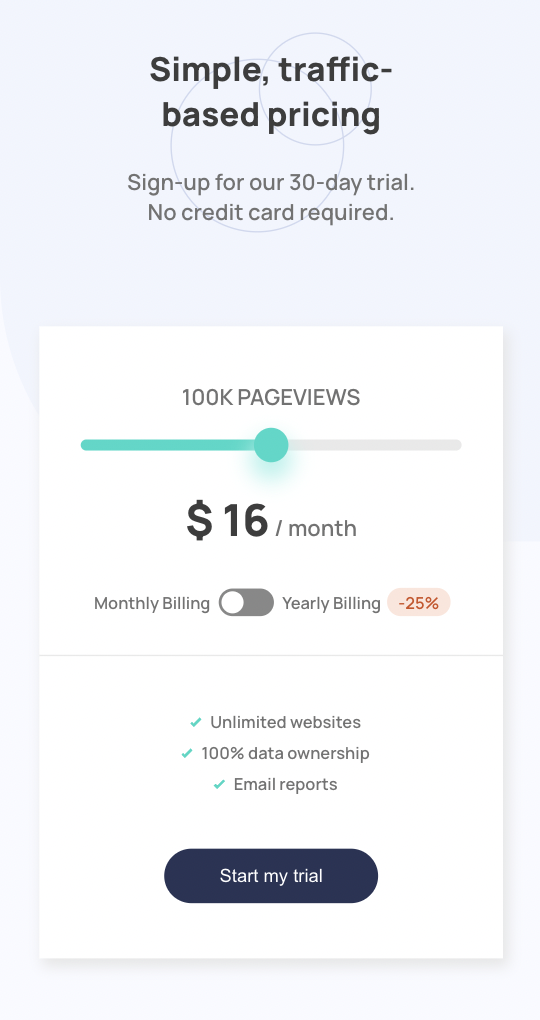 Simple, traffic-
based pricing
Sign-up for our 30-day trial.
No credit card required.
100K PAGEVIEWS
$ 16 / month
Monthly Billing Yearly Billing -25%
Unlimited websites
100% data ownership
Email reports
Start my trial